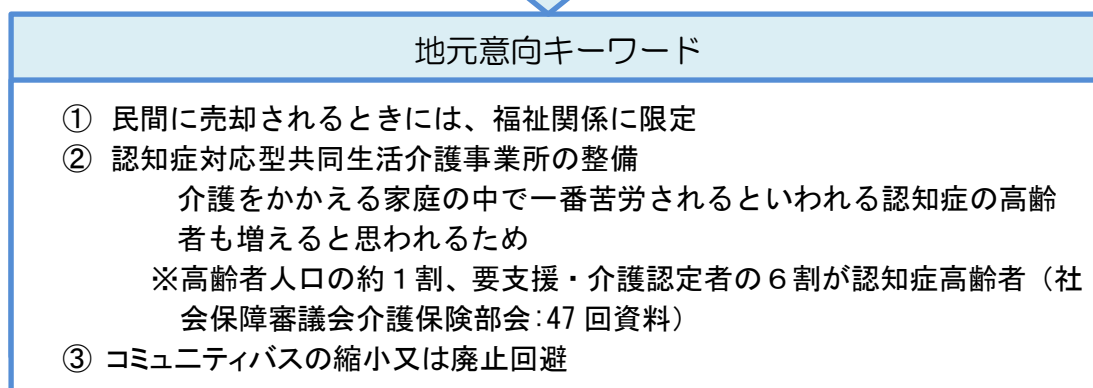 地元意向キーワード
① 民間に売却されるときには、福祉関係に限定
② 認知症対応型共同生活介護事業所の整備
介護をかかえる家庭の中で一番苦労されるといわれる認知症の高齢
者も増えると思われるため
※高齢者人口の約１割、要支援・介護認定者の６割が認知症高齢者（社
会保障審議会介護保険部会:47 回資料）
③ コミュニティバスの縮小又は廃止回避